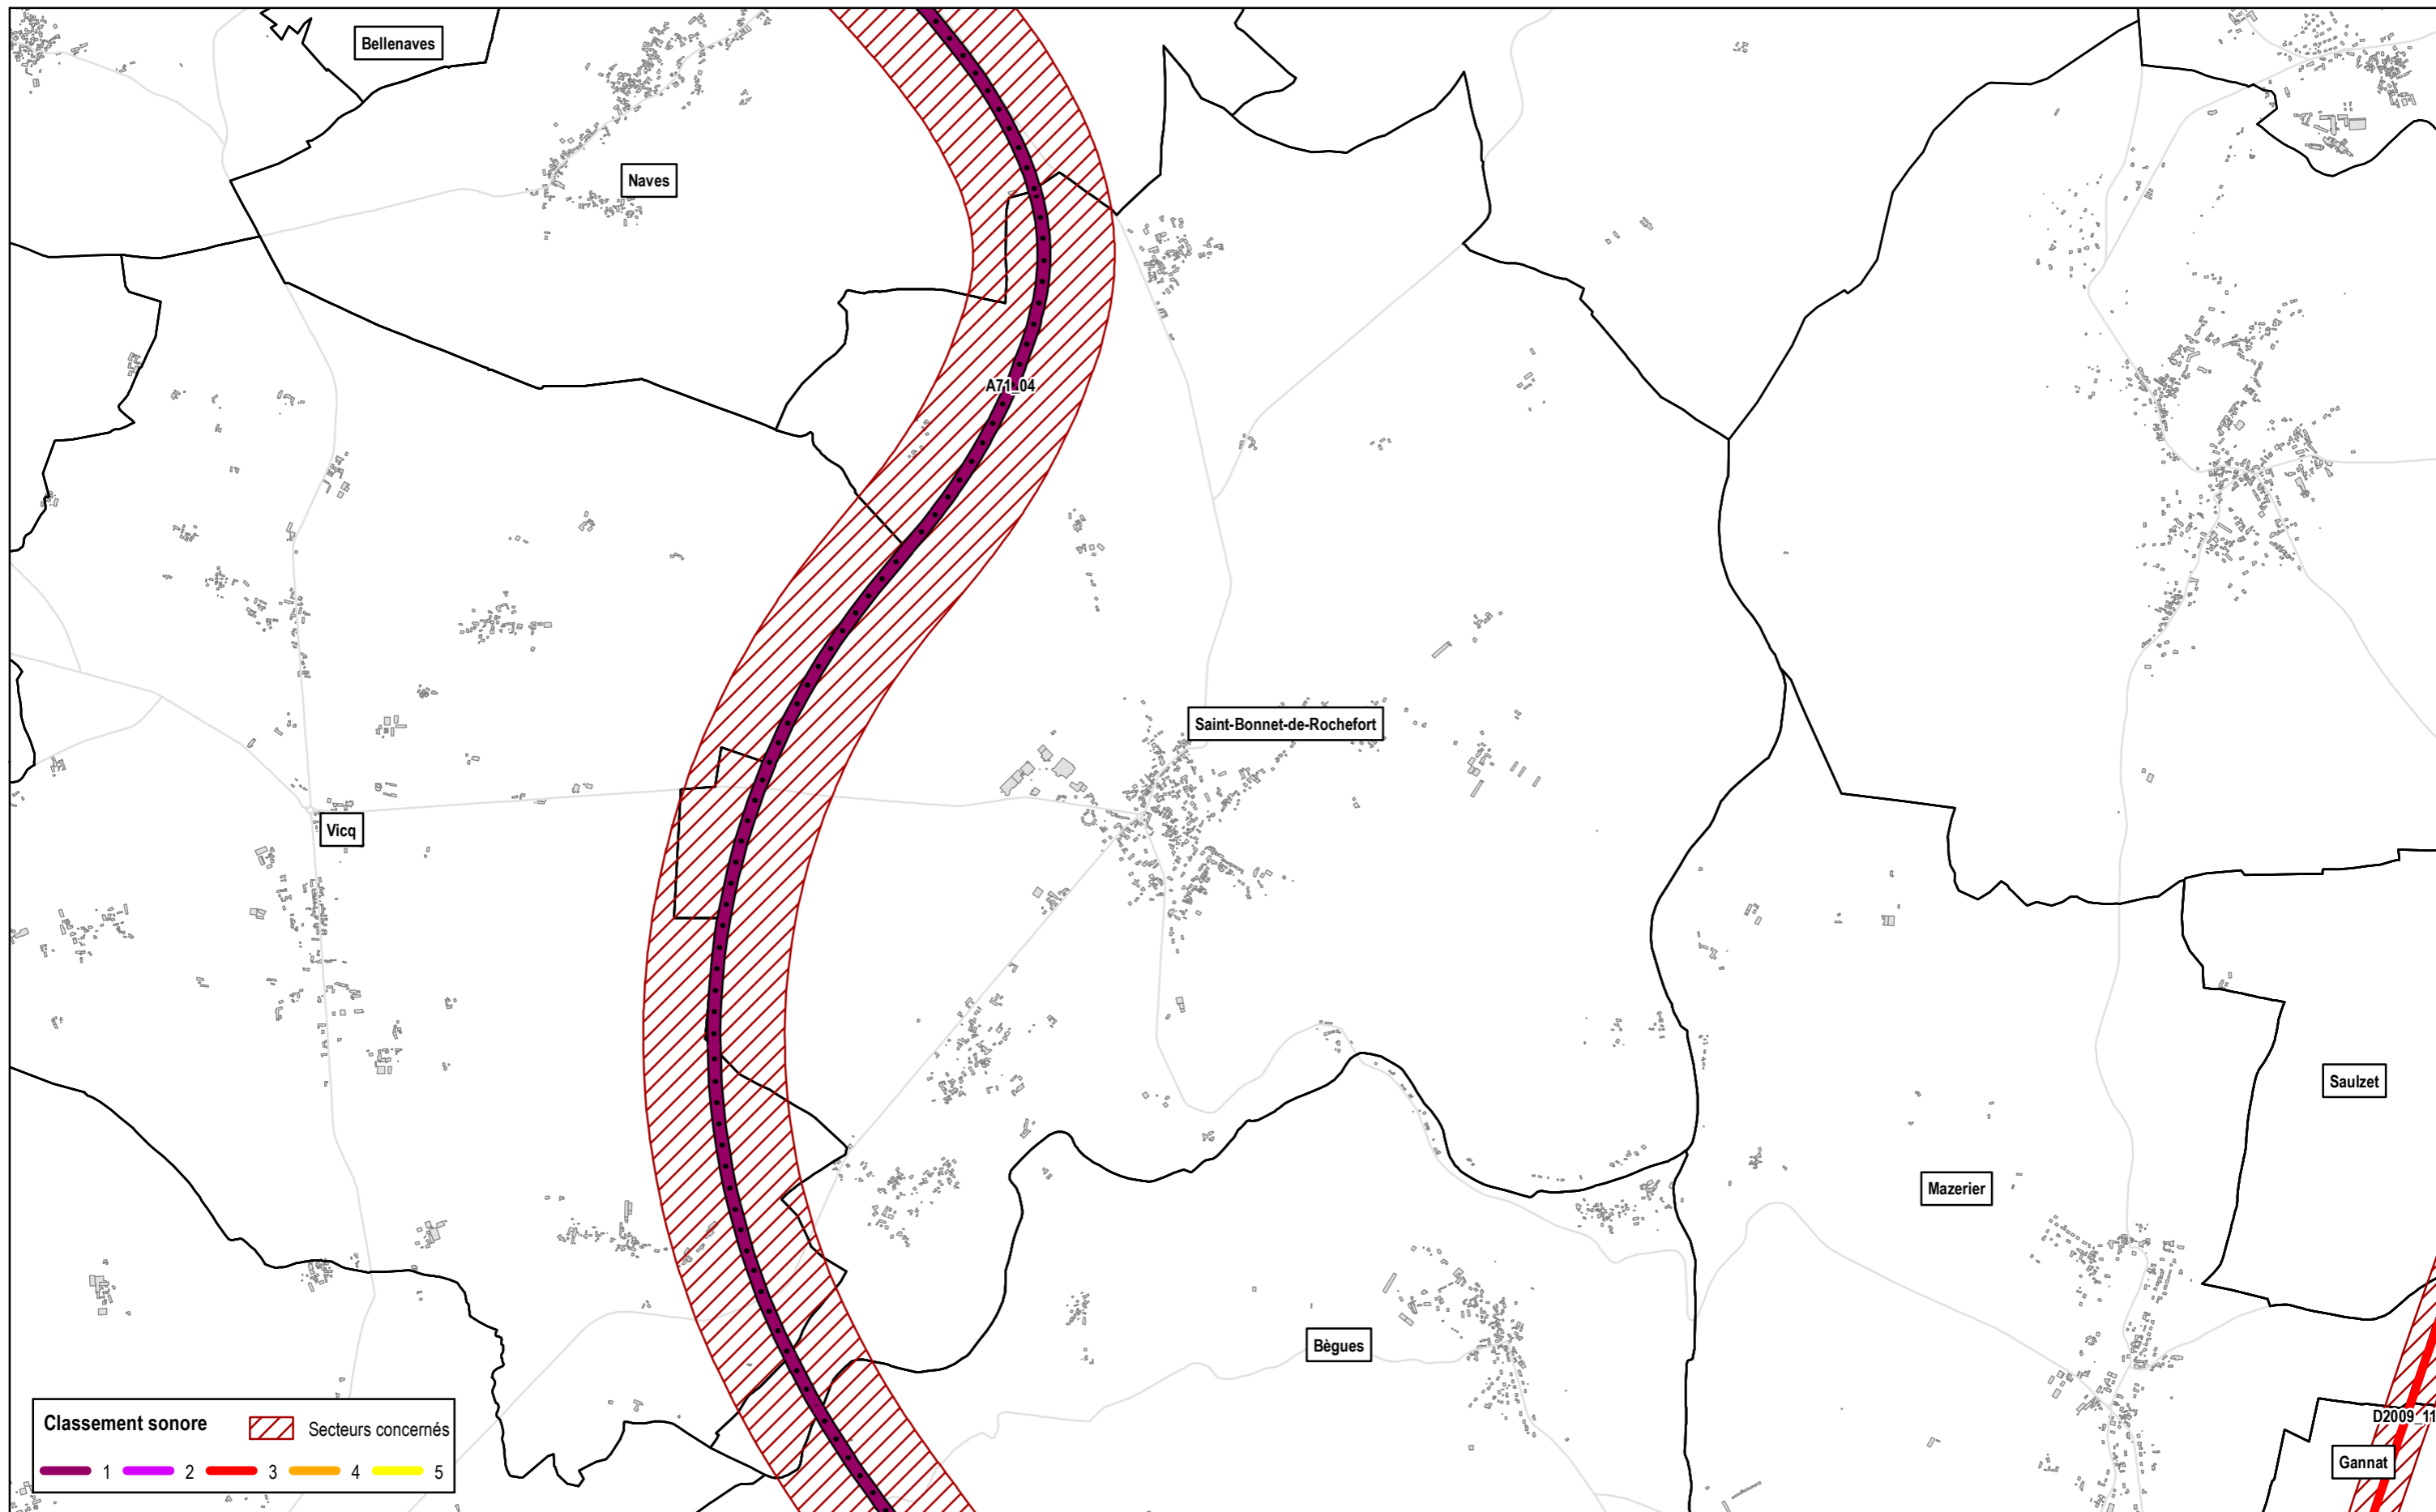 Bellenaves
Naves
A71_04
Saint-Bonnet-de-Rochefort
Vicq
Saulzet
Mazerier
Bègues
D2009_11
Gannat
Classement sonore
Secteurs concernés
1 2 3 4 5